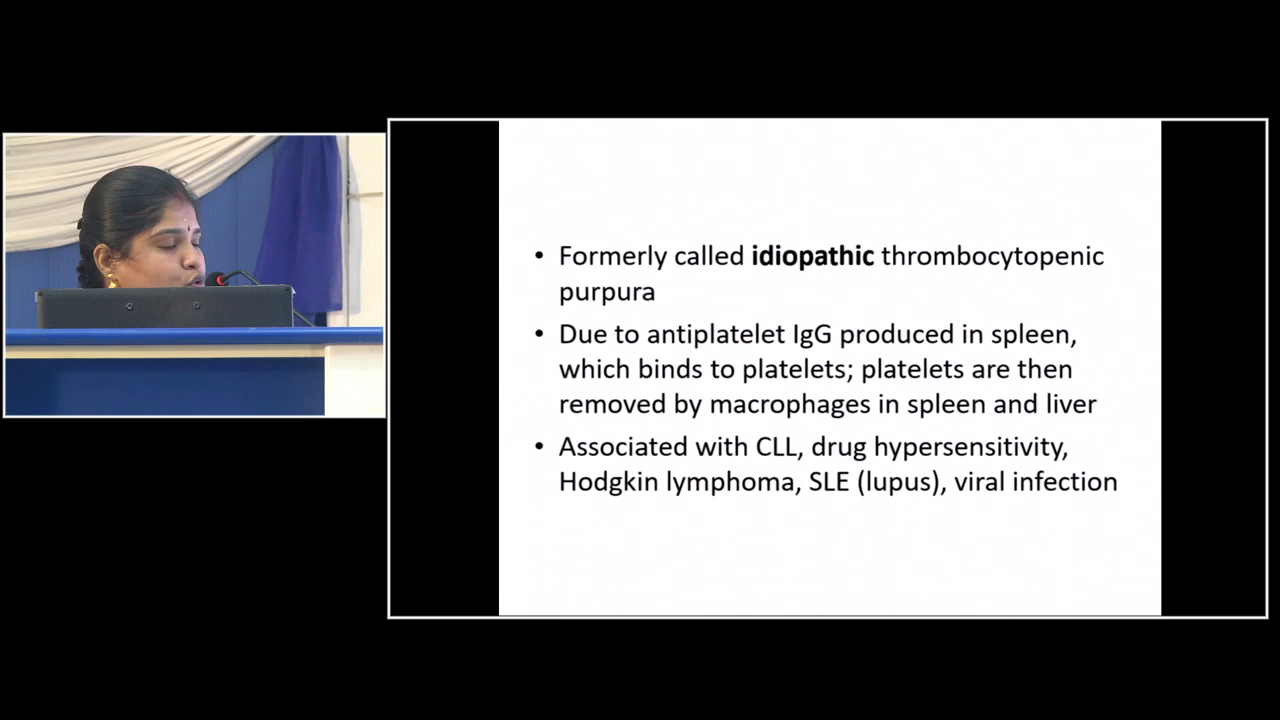 • Formerly called idiopathic thrombocytopenic
purpura
• Due to antiplatelet IgG produced in spleen,
which binds to platelets; platelets are then
removed by macrophages in spleen and liver
• Associated with CLL, drug hypersensitivity,
Hodgkin lymphoma, SLE (lupus), viral infection